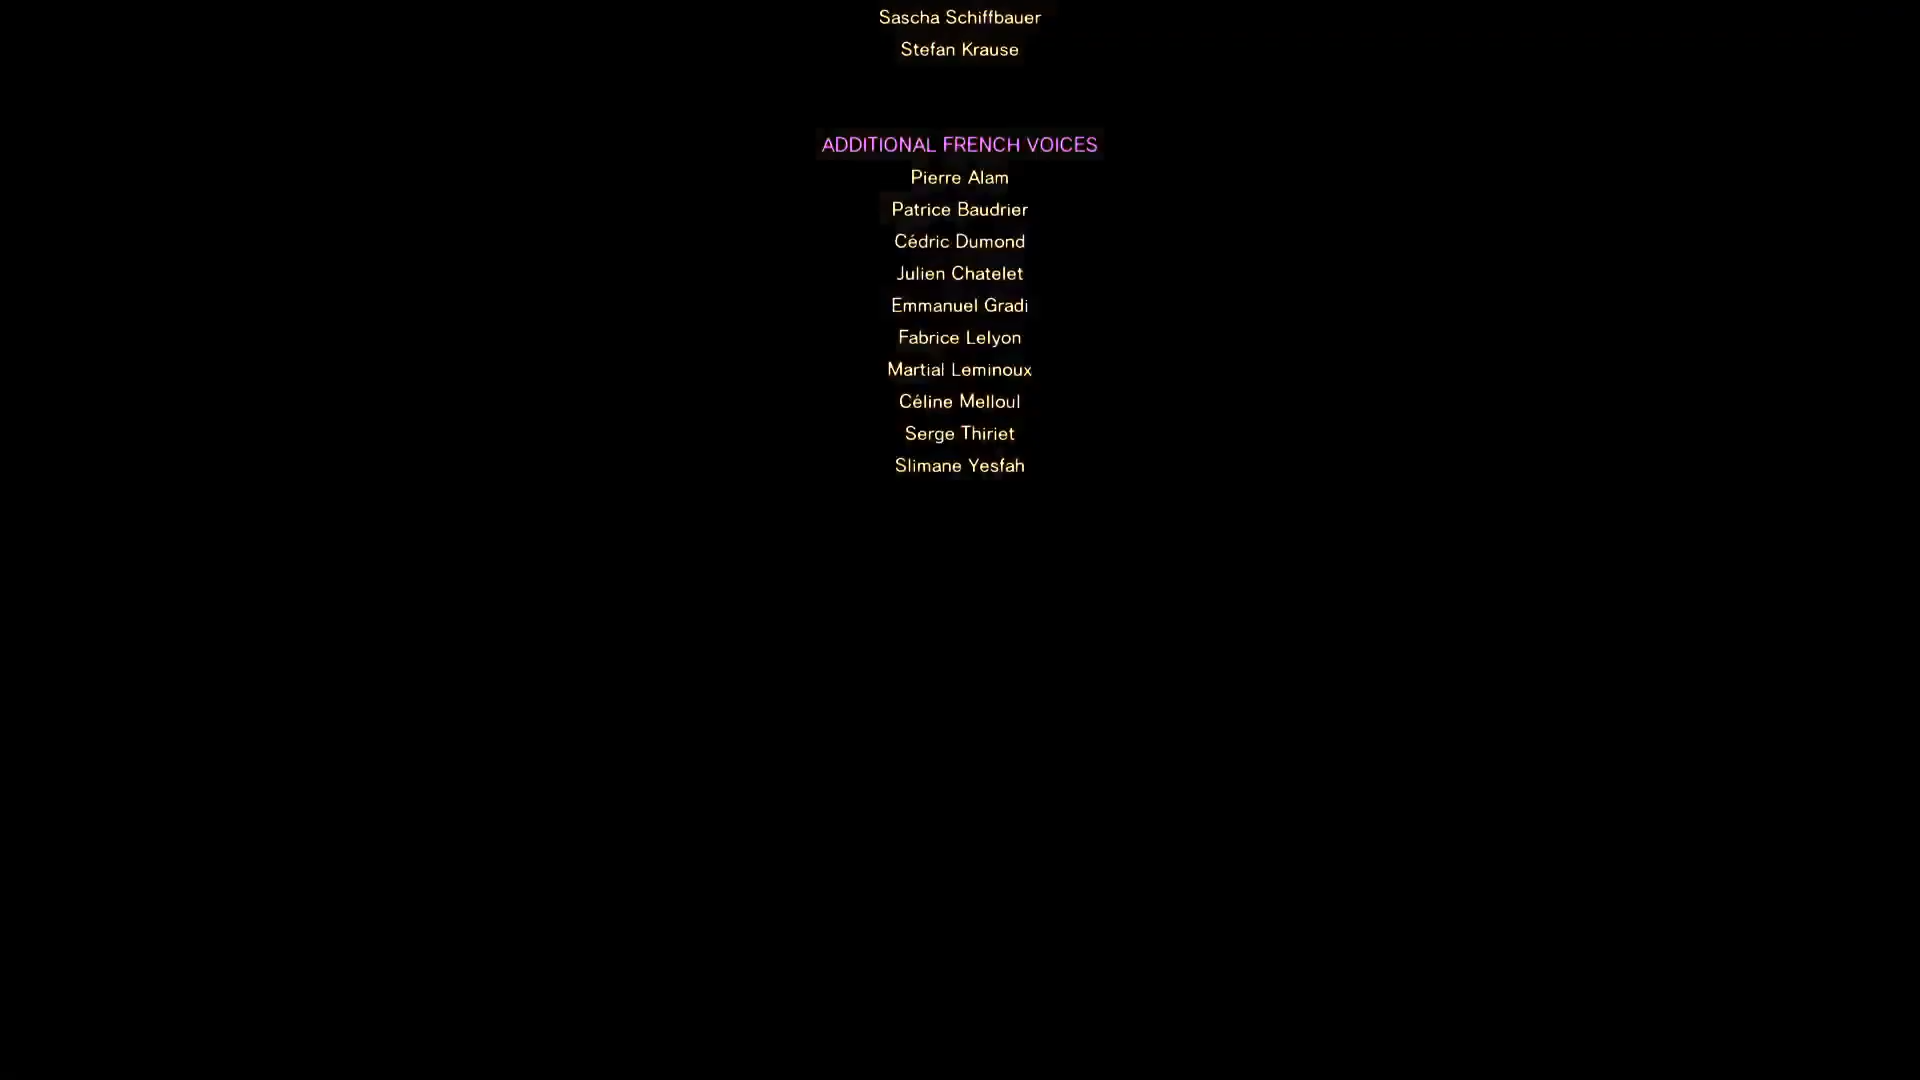 Sascha Schiffbauer
Stefan Krause
ADDITIONAL FRENCH VOICES
Pierre Alam
Patrice Baudrier
Cédric Dumond
Julien Chatelet
Emmanuel Gradi
Fabrice Lelyon
Martial Leminoux
Céline Melloul
Serge Thiriet
Slimane Yesfah